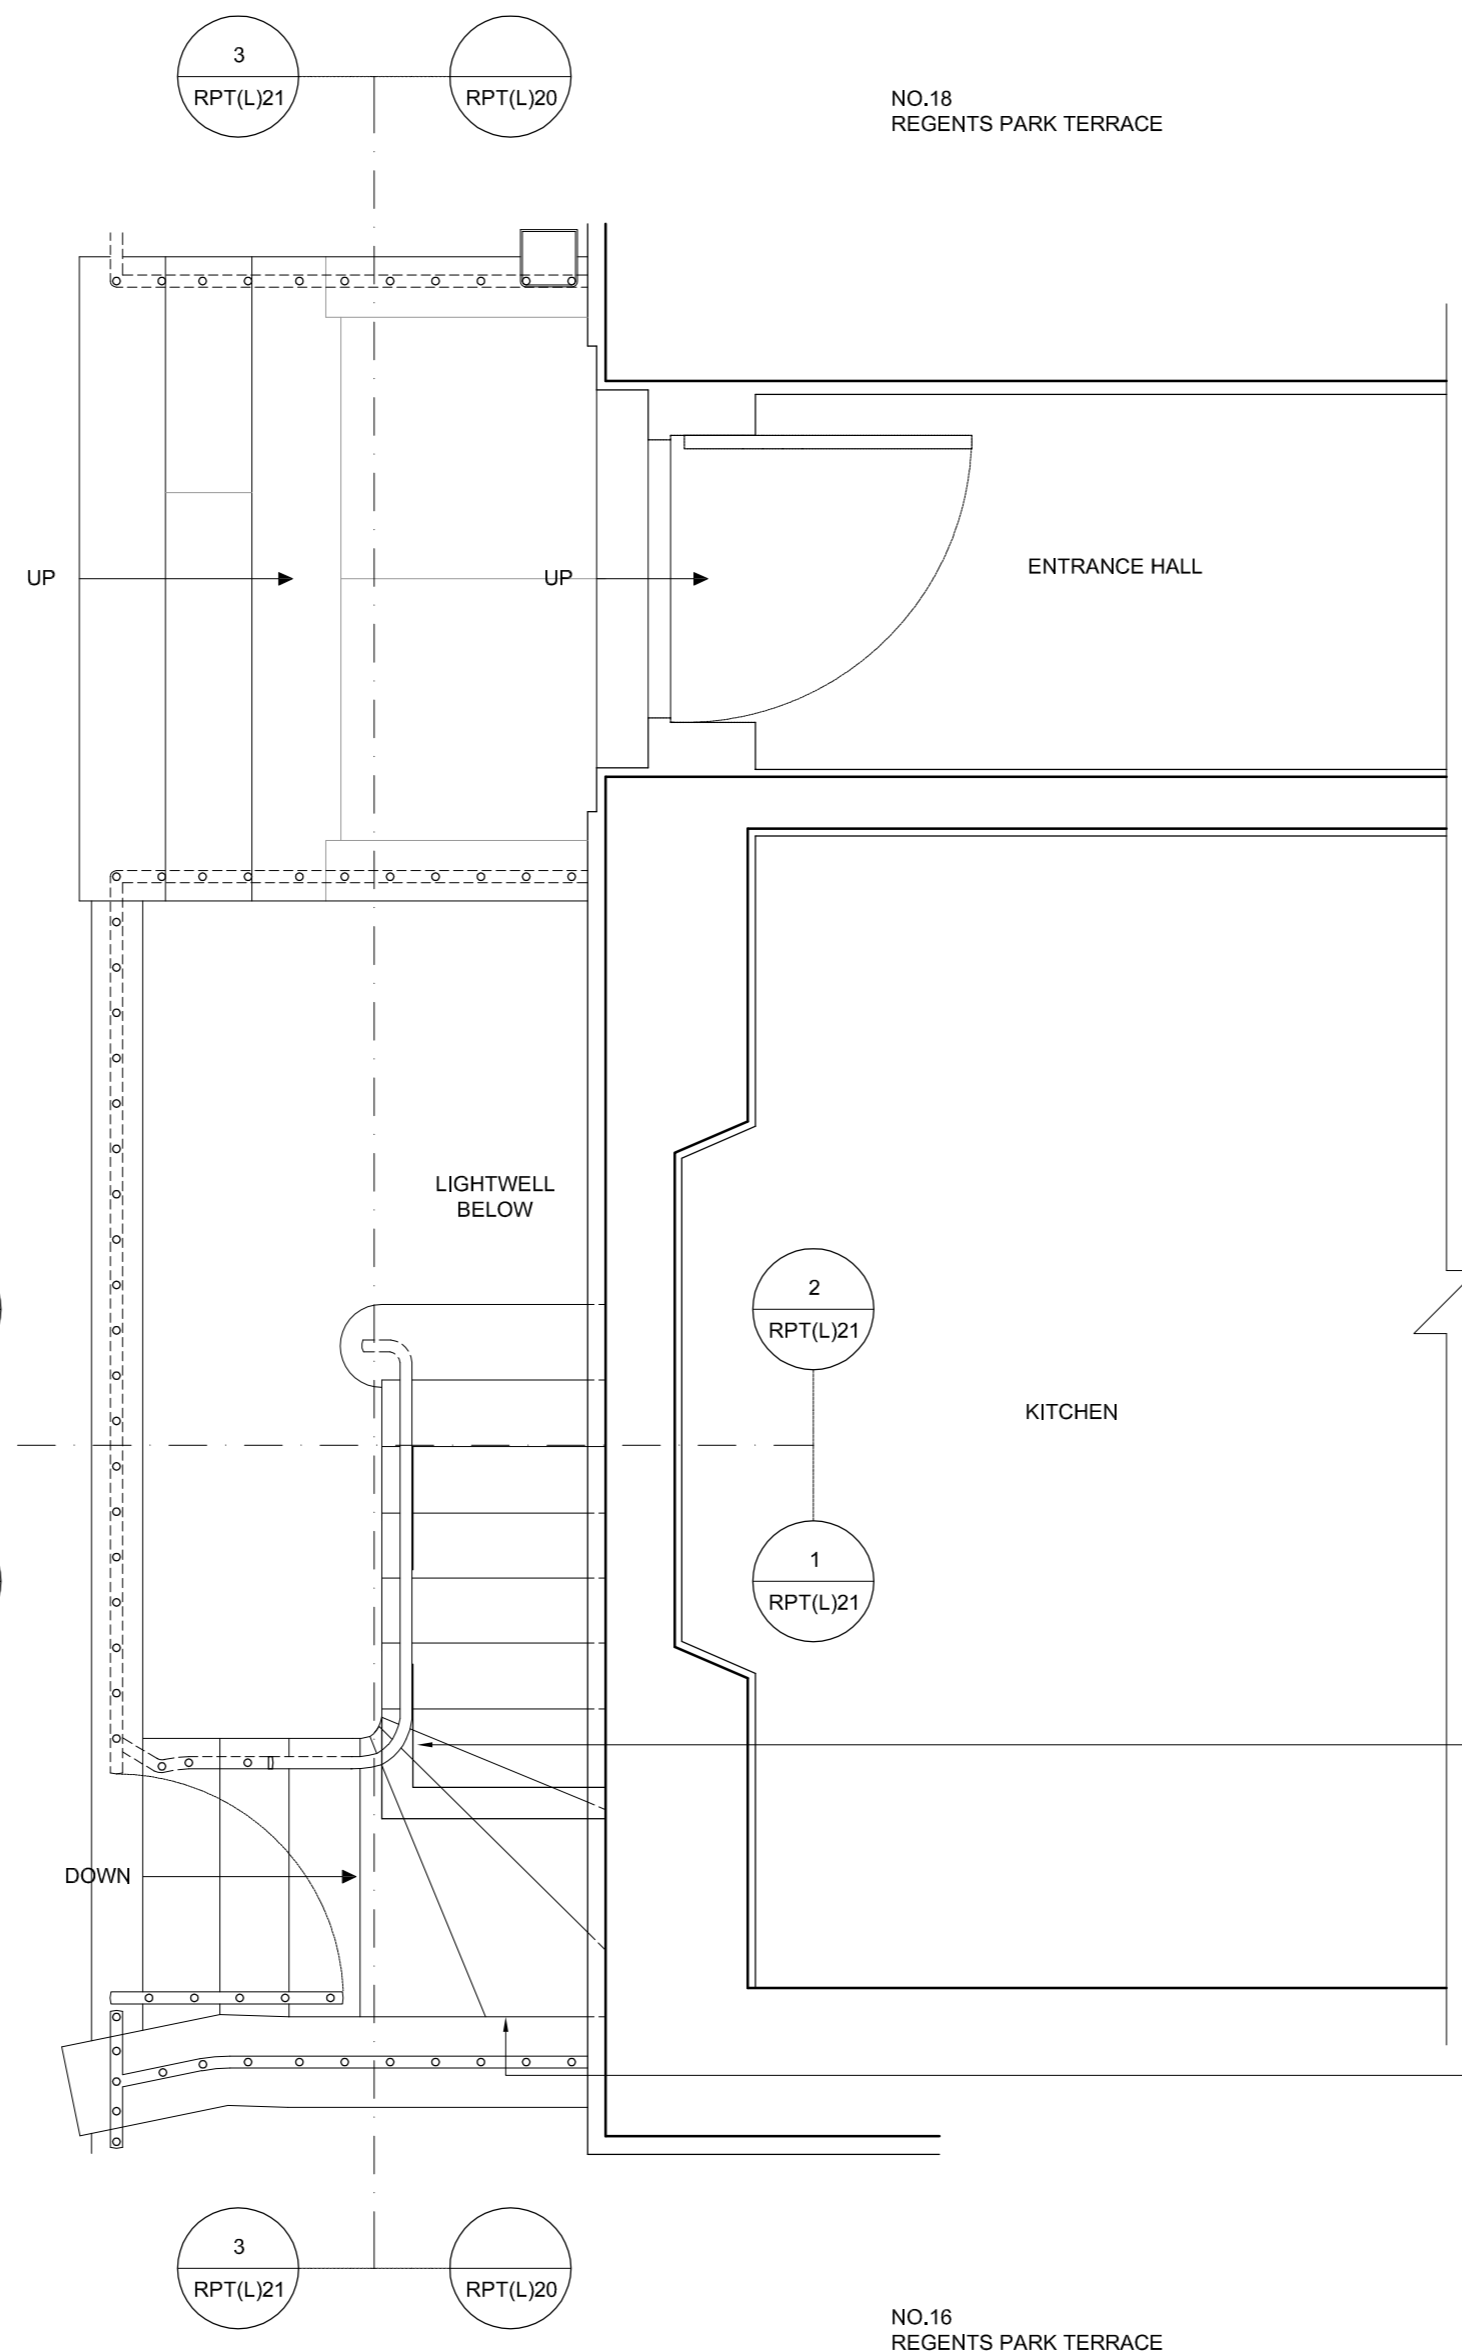 3
RPT(L)21
RPT(L)20
NO.18
REGENTS PARK TERRACE
UP
UP
ENTRANCE HALL
LIGHTWELL
BELOW
2
RPT(L)21
KITCHEN
1
RPT(L)21
DOWN
3
RPT(L)21
RPT(L)20
NO.16
REGENTS PARK TERRACE